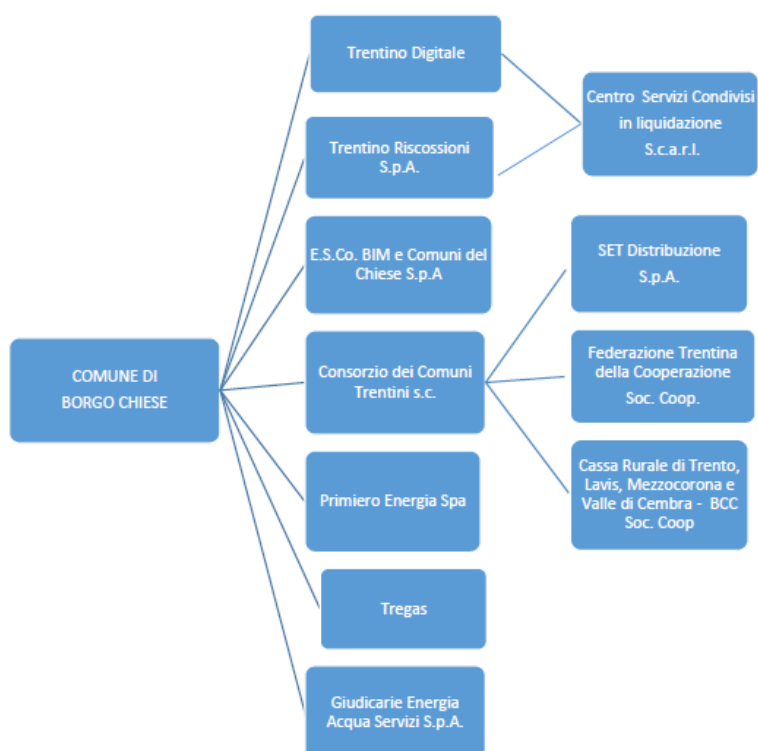 Trentino Digitale
Centro Servizi Condivisi
in liquidazione
S.c.a.r.l.
Trentino Riscossioni
S.p.A.
E.S.Co. BIM e Comuni del
Chiese S.p.A
SET Distribuzione
S.p.A.
COMUNE DI
BORGO CHIESE
Consorzio dei Comuni
Trentini s.c.
Federazione Trentina
della Cooperazione
Soc. Coop.
Primiero Energia Spa
Cassa Rurale di Trento,
Lavis, Mezzocorona e
Valle di Cembra - BCC
Soc. Coop
Tregas
Giudicarie Energia
Acqua Servizi S.p.A.